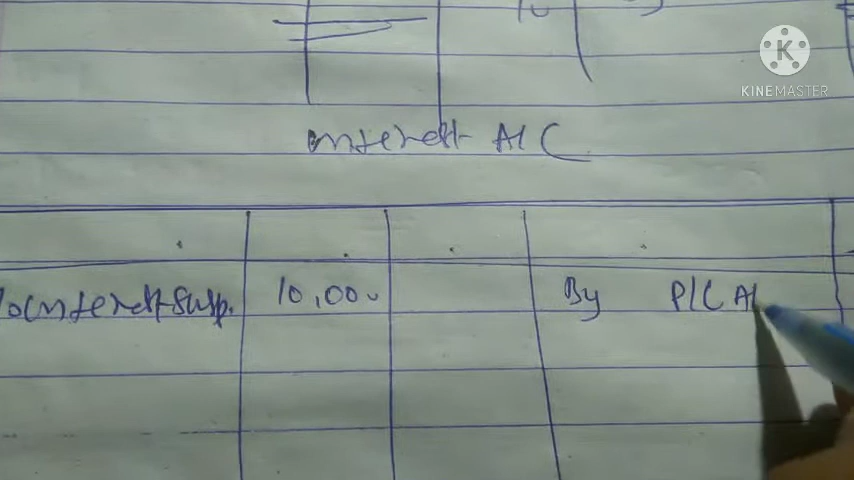 K
KINEMASTER
Interest A/C
To Interest Susp. 10,000 By P/L A/